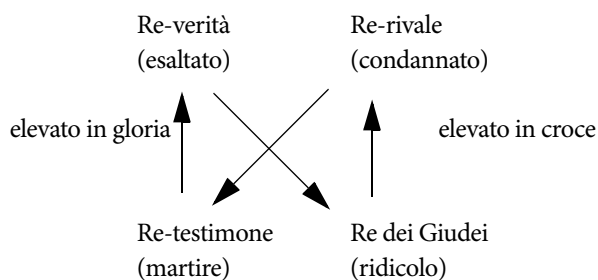 Re-verità
(esaltato)
Re-rivale
(condannato)
elevato in gloria
elevato in croce
Re-testimone
(martire)
Re dei Giudei
(ridicolo)